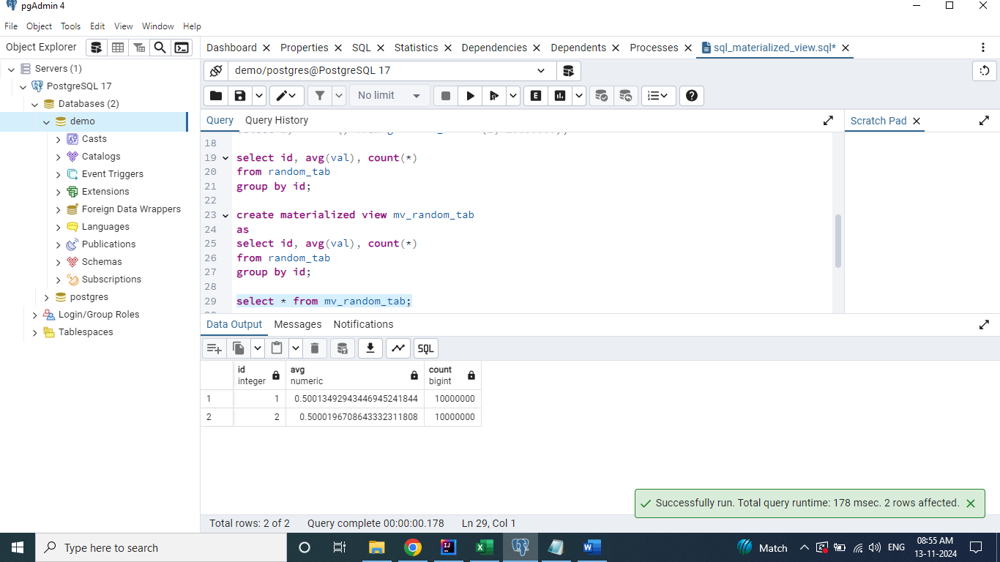 pgAdmin 4
File Object Tools Edit View Window Help
Object Explorer
Dashboard Properties SQL Statistics Dependencies Dependents Processes sql_materialized_view.sql*
Servers (1)
PostgreSQL 17
Databases (2)
demo
Casts
Catalogs
Event Triggers
Extensions
Foreign Data Wrappers
Languages
Publications
Schemas
Subscriptions
postgres
Login/Group Roles
Tablespaces
demo/postgres@PostgreSQL 17
No limit
E
Query Query History
Scratch Pad
18
19 select id, avg(val), count(*)
20 from random_tab
21 group by id;
22
23 create materialized view mv_random_tab
24 as
25 select id, avg(val), count(*)
26 from random_tab
27 group by id;
28
29 select * from mv_random_tab;
Data Output Messages Notifications
SQL
id avg count
integer numeric bigint
1 1 0.50013492943446945241844 10000000
2 2 0.5000196708643332311808 10000000
Successfully run. Total query runtime: 178 msec. 2 rows affected.
Total rows: 2 of 2 Query complete 00:00:00.178 Ln 29, Col 1
Type here to search
Match
ENG
08:55 AM
13-11-2024